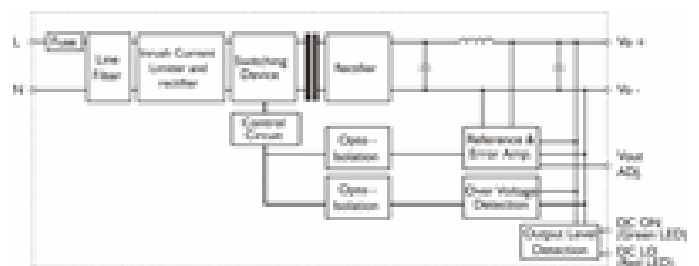 L
Fuse
N
Line
Filter
Inrush Current
Limiter and
rectifier
Switching
Device
Rectifier
Vo +
Vo -
Control
Circuit
Opto -
Isolation
Reference &
Error Amp
Vout
ADJ
Opto -
Isolation
Over Voltage
Detection
Output Level
Detection
DC ON
(Green LED)
DC LO
(Red LED)